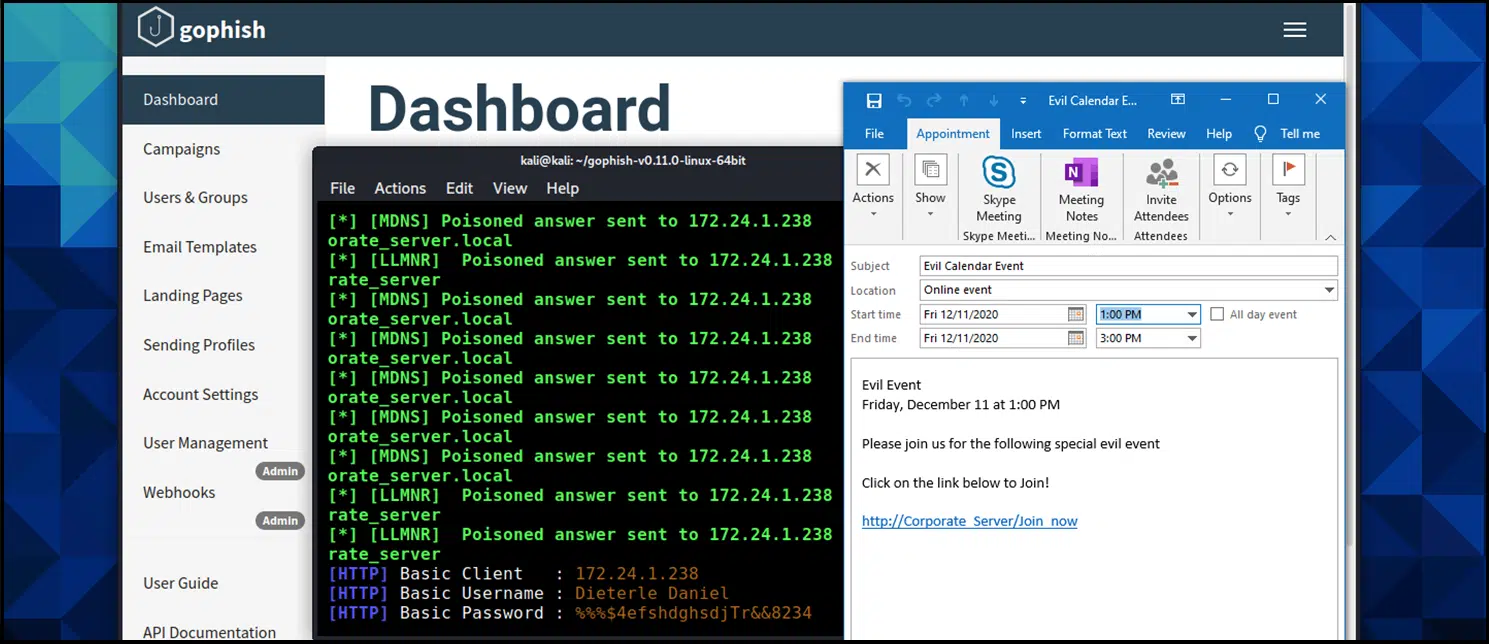 gophish
Dashboard
Campaigns
Users & Groups
Email Templates
Landing Pages
Sending Profiles
Account Settings
User Management
Admin
Webhooks
Admin
User Guide
API Documentation
Dashboard
kali@kali: ~/gophish-v0.11.0-linux-64bit
File Actions Edit View Help
[*] [MDNS] Poisoned answer sent to 172.24.1.238
orate_server.local
[*] [LLMNR]  Poisoned answer sent to 172.24.1.238
rate_server
[*] [MDNS] Poisoned answer sent to 172.24.1.238
orate_server.local
[*] [MDNS] Poisoned answer sent to 172.24.1.238
orate_server.local
[*] [MDNS] Poisoned answer sent to 172.24.1.238
orate_server.local
[*] [MDNS] Poisoned answer sent to 172.24.1.238
orate_server.local
[*] [MDNS] Poisoned answer sent to 172.24.1.238
orate_server.local
[*] [LLMNR]  Poisoned answer sent to 172.24.1.238
rate_server
[*] [LLMNR]  Poisoned answer sent to 172.24.1.238
rate_server
[HTTP] Basic Client   : 172.24.1.238
[HTTP] Basic Username : Dieterle Daniel
[HTTP] Basic Password : %%%$4efshdghsdjTr&&8234
Evil Calendar E...
File Appointment Insert Format Text Review Help Tell me
Actions
Show
Skype Meeting
Meeting Notes
Invite Attendees
Options
Tags
Skype Meeti... Meeting No... Attendees
Subject Evil Calendar Event
Location Online event
Start time Fri 12/11/2020 1:00 PM All day event
End time Fri 12/11/2020 3:00 PM
Evil Event
Friday, December 11 at 1:00 PM
Please join us for the following special evil event
Click on the link below to Join!
http://Corporate_Server/Join_now